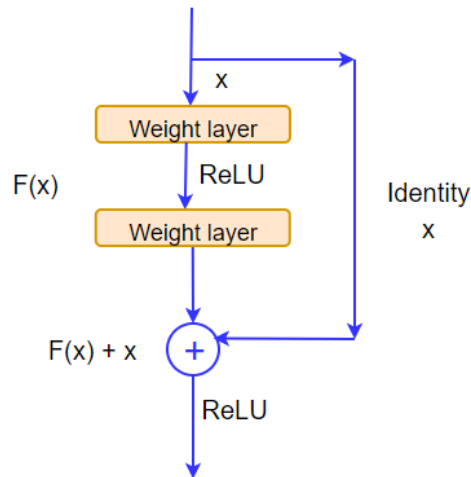 x
Weight layer
ReLU
F(x)
Identity
x
Weight layer
F(x) + x
+
ReLU